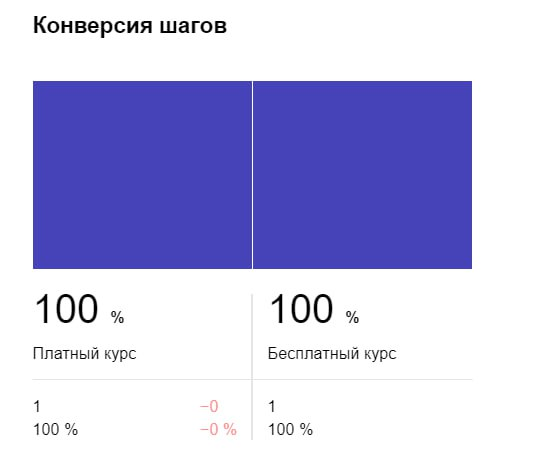 Конверсия шагов
100 %
Платный курс
1 −0
100 % −0 %
100 %
Бесплатный курс
1
100 %